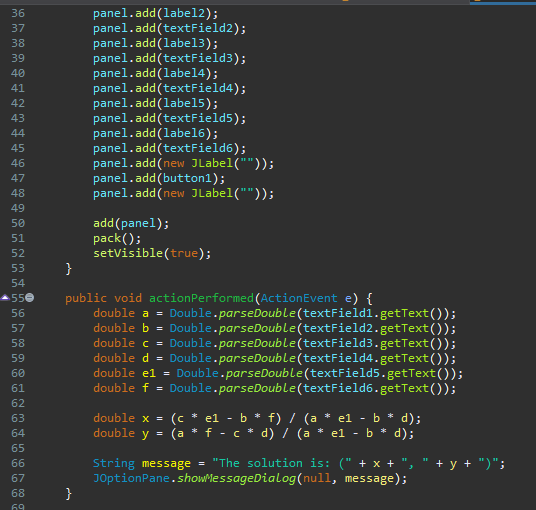 36 panel.add(label2);
37 panel.add(textField2);
38 panel.add(label3);
39 panel.add(textField3);
40 panel.add(label4);
41 panel.add(textField4);
42 panel.add(label5);
43 panel.add(textField5);
44 panel.add(label6);
45 panel.add(textField6);
46 panel.add(new JLabel(""));
47 panel.add(button1);
48 panel.add(new JLabel(""));
49
50 add(panel);
51 pack();
52 setVisible(true);
53 }
54
55 public void actionPerformed(ActionEvent e) {
56 double a = Double.parseDouble(textField1.getText());
57 double b = Double.parseDouble(textField2.getText());
58 double c = Double.parseDouble(textField3.getText());
59 double d = Double.parseDouble(textField4.getText());
60 double e1 = Double.parseDouble(textField5.getText());
61 double f = Double.parseDouble(textField6.getText());
62
63 double x = (c * e1 - b * f) / (a * e1 - b * d);
64 double y = (a * f - c * d) / (a * e1 - b * d);
65
66 String message = "The solution is: (" + x + ", " + y + ")";
67 JOptionPane.showMessageDialog(null, message);
68 }
69